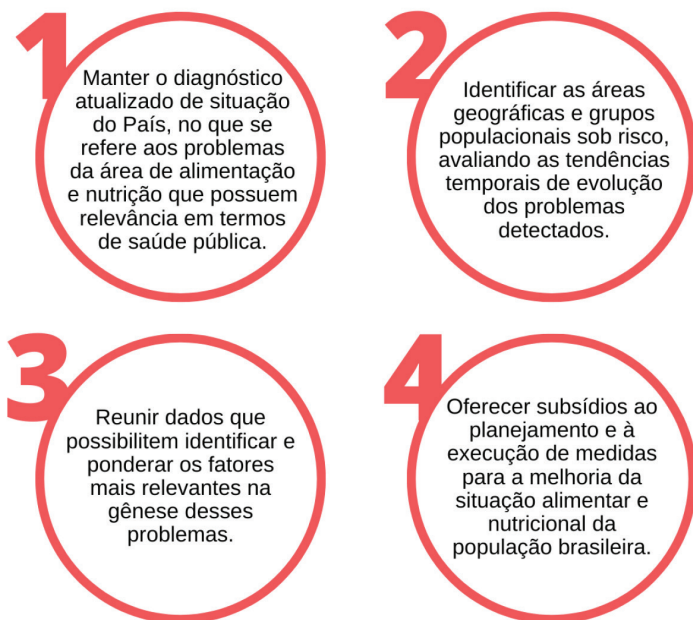 1
Manter o diagnóstico
atualizado de situação
do País, no que se
refere aos problemas
da área de alimentação
e nutrição que possuem
relevância em termos
de saúde pública.
2
Identificar as áreas
geográficas e grupos
populacionais sob risco,
avaliando as tendências
temporais de evolução
dos problemas
detectados.
3
Reunir dados que
possibilitem identificar e
ponderar os fatores
mais relevantes na
gênese desses
problemas.
4
Oferecer subsídios ao
planejamento e à
execução de medidas
para a melhoria da
situação alimentar e
nutricional da
população brasileira.